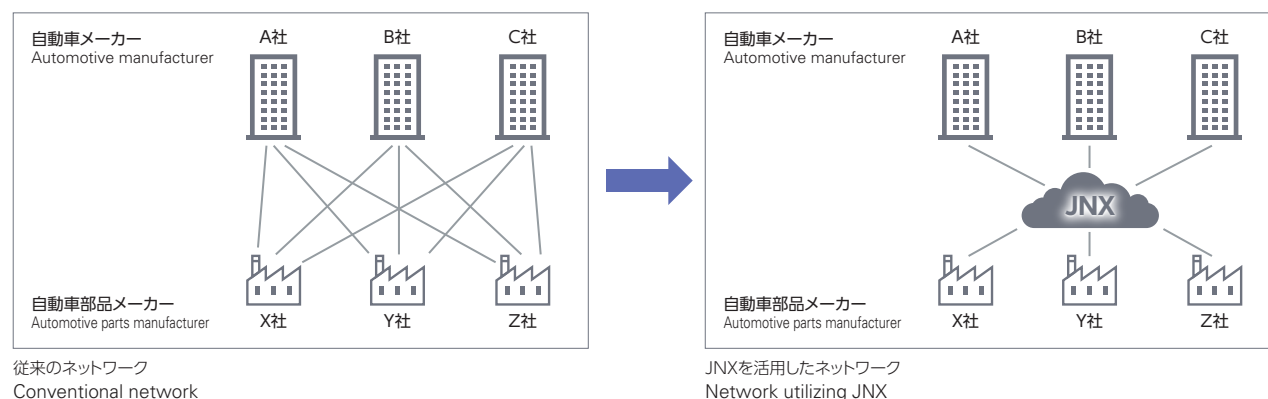 自動車メーカー
Automotive manufacturer
A社 B社 C社
自動車部品メーカー
Automotive parts manufacturer
X社 Y社 Z社
従来のネットワーク
Conventional network
自動車メーカー
Automotive manufacturer
A社 B社 C社
JNX
自動車部品メーカー
Automotive parts manufacturer
X社 Y社 Z社
JNXを活用したネットワーク
Network utilizing JNX